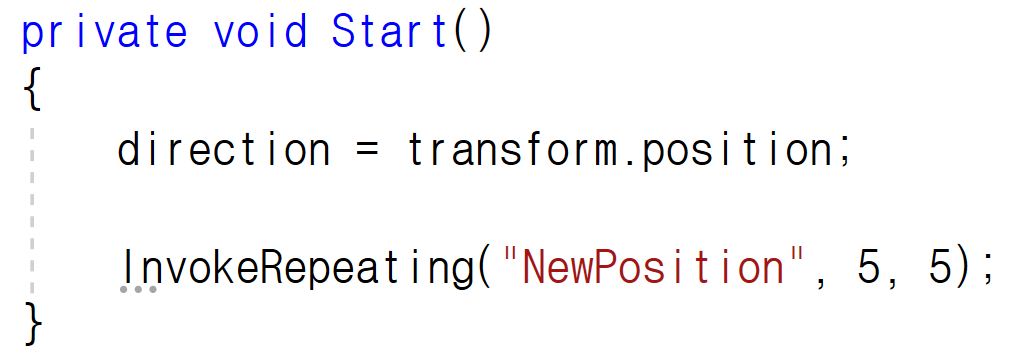 private void Start()
{
direction = transform.position;
InvokeRepeating("NewPosition", 5, 5);
}